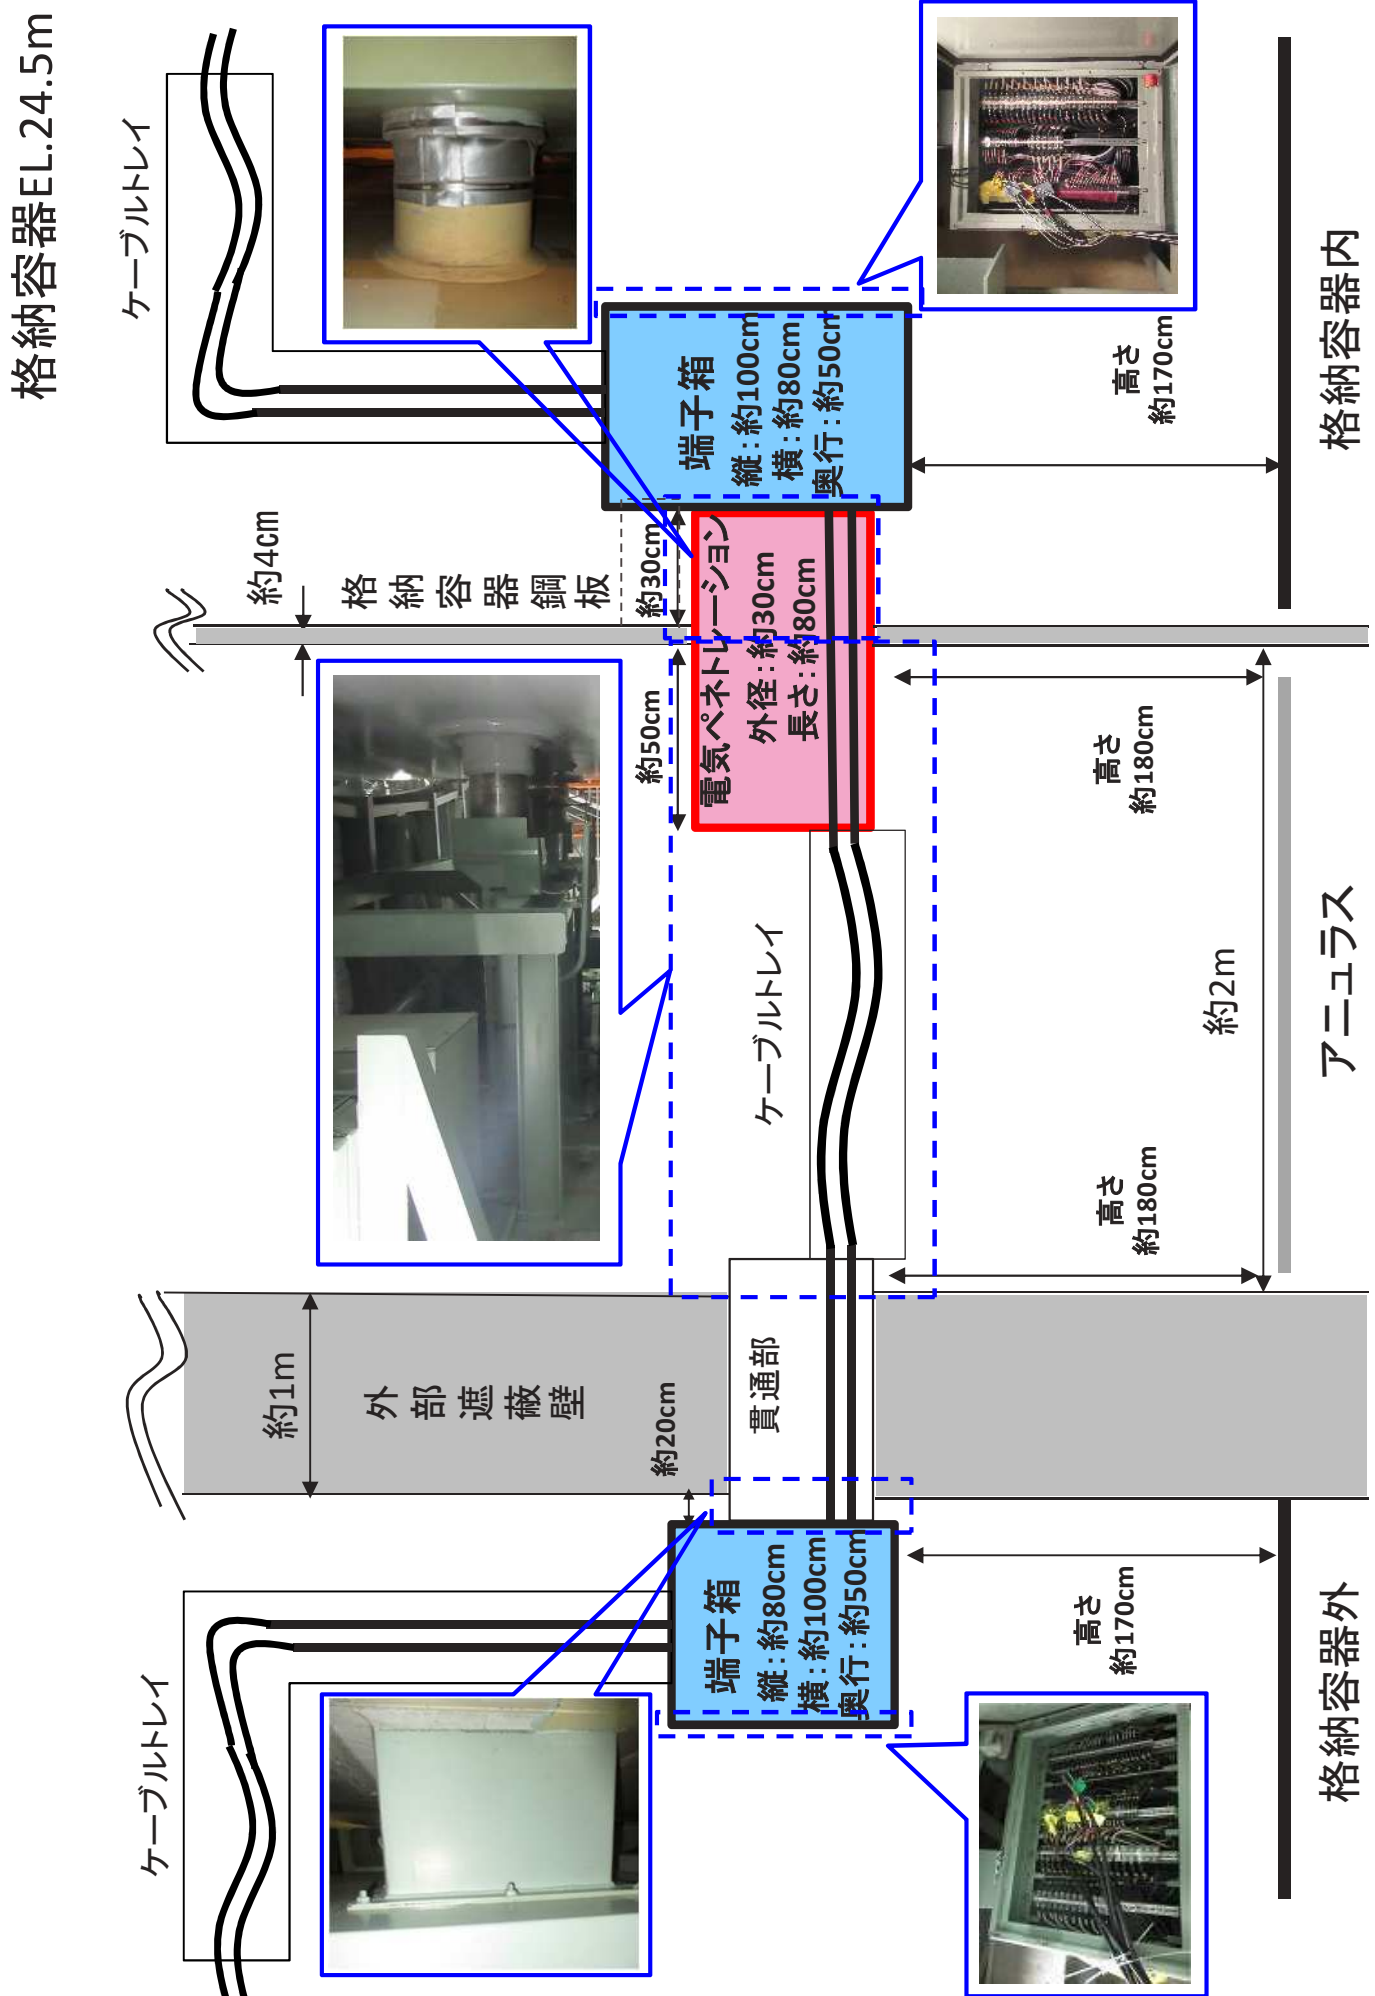 格納容器EL.24.5m
ケーブルトレイ
ケーブルトレイ
約1m
外部遮蔽壁
約4cm
格納容器鋼板
約20cm
約50cm
約30cm
端子箱
縦：約80cm
横：約100cm
奥行：約50cm
貫通部
ケーブルトレイ
電気ペネトレーション
外径：約30cm
長さ：約80cm
端子箱
縦：約100cm
横：約80cm
奥行：約50cm
高さ
約170cm
高さ
約180cm
高さ
約180cm
高さ
約170cm
約2m
格納容器外
アニュラス
格納容器内